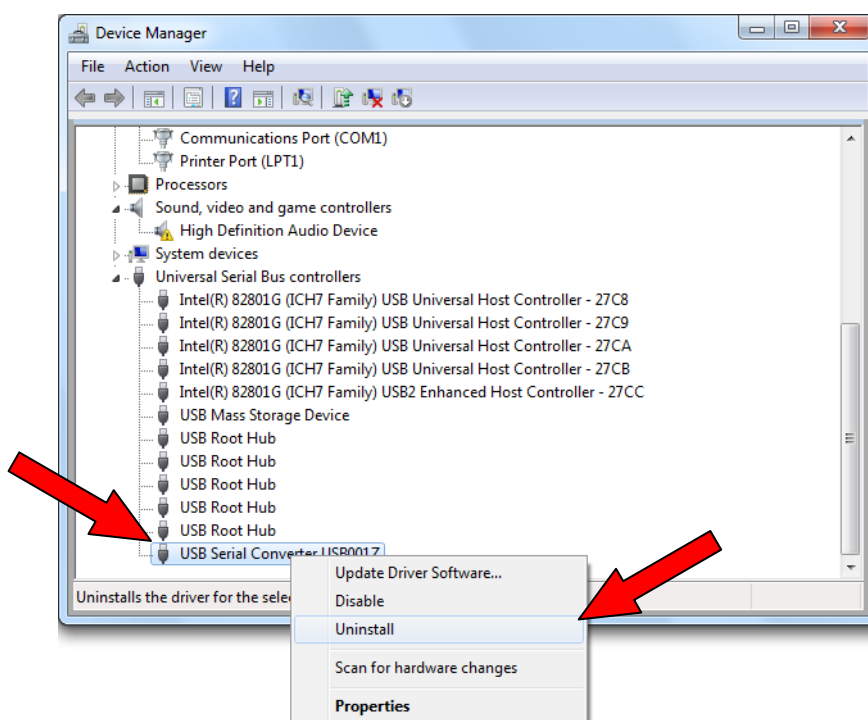 Device Manager
File Action View Help
Communications Port (COM1)
Printer Port (LPT1)
Processors
Sound, video and game controllers
High Definition Audio Device
System devices
Universal Serial Bus controllers
Intel(R) 82801G (ICH7 Family) USB Universal Host Controller - 27C8
Intel(R) 82801G (ICH7 Family) USB Universal Host Controller - 27C9
Intel(R) 82801G (ICH7 Family) USB Universal Host Controller - 27CA
Intel(R) 82801G (ICH7 Family) USB Universal Host Controller - 27CB
Intel(R) 82801G (ICH7 Family) USB2 Enhanced Host Controller - 27CC
USB Mass Storage Device
USB Root Hub
USB Root Hub
USB Root Hub
USB Root Hub
USB Root Hub
USB Serial Converter
Update Driver Software...
Disable
Uninstalls the driver for the
Uninstall
Scan for hardware changes
Properties